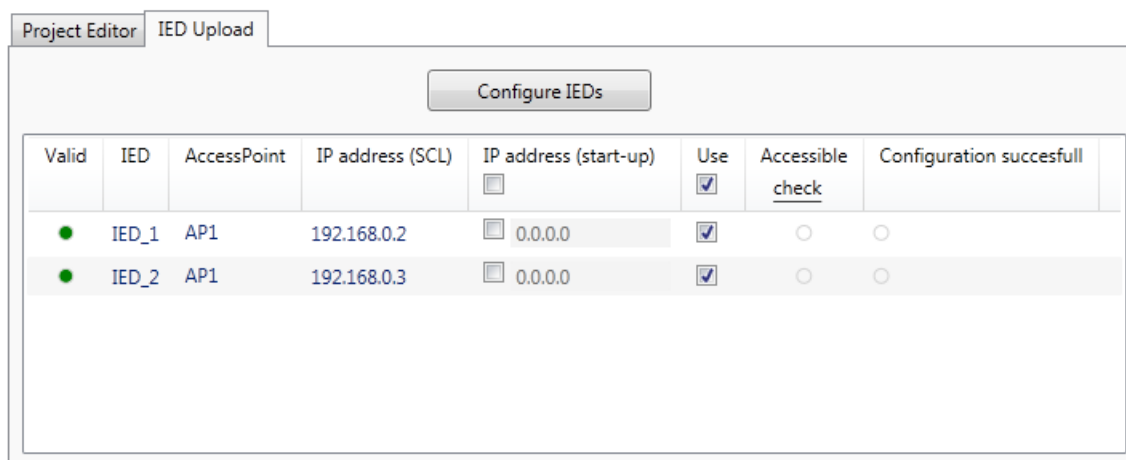 Project Editor IED Upload
Configure IEDs
Valid IED AccessPoint IP address (SCL) IP address (start-up) Use Accessible Configuration succesfull
check
IED_1 AP1 192.168.0.2 0.0.0.0
IED_2 AP1 192.168.0.3 0.0.0.0